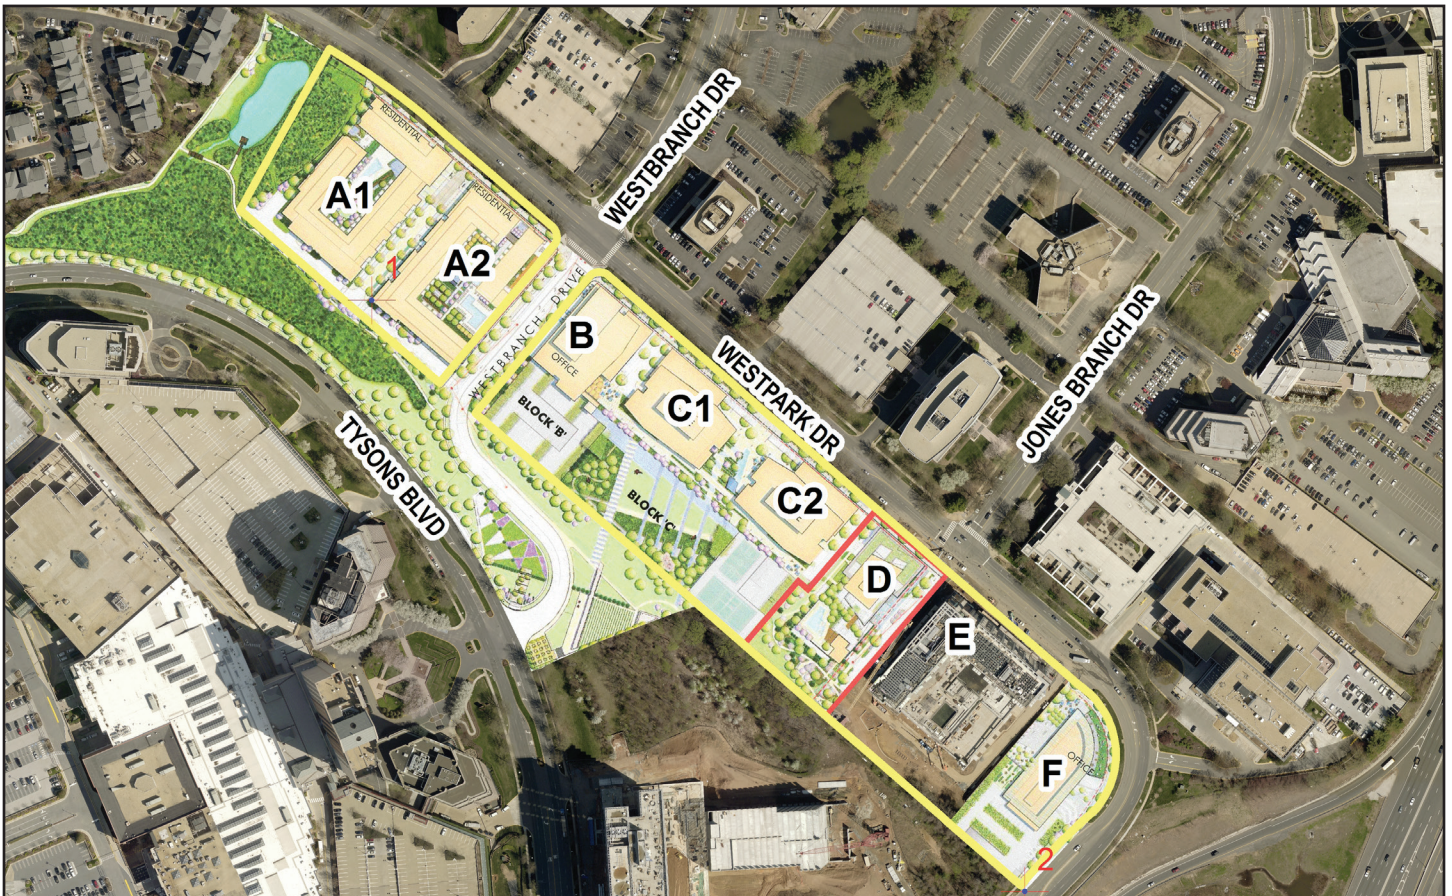 WESTBRANCH DR
RESIDENTIAL
A1
RESIDENTIAL
A2
1
WESTBRANCH DRIVE
B
OFFICE
BLOCK 'B'
C1
WESTPARK DR
JONES BRANCH DR
TYSONS BLVD
BLOCK 'C'
C2
D
E
OFFICE
F
2